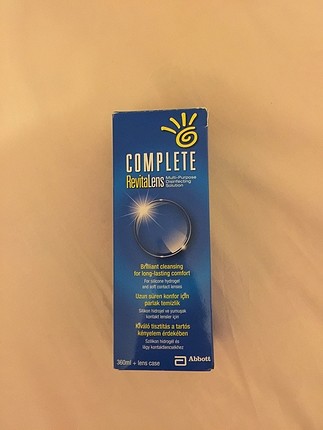 COMPLETE
RevitaLens Multi-Purpose
Disinfecting
Solution
Brilliant cleansing
for long-lasting comfort
For silicone hydrogel
and soft contact lenses
Uzun süren konfor için
parlak temizlik
Silikon hidrojel ve yumuşak
kontakt lensler için
Kiváló tisztítás a tartós
kényelem érdekében
Szilikon hidrogél és
lágy kontaktlencsékhez
360ml + lens case
Abbott